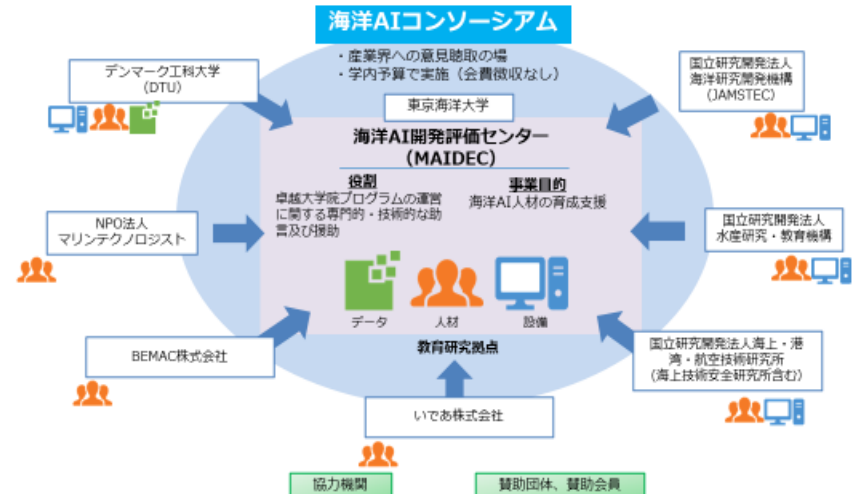 海洋AIコンソーシアム
・産業界への意見聴取の場
・学内予算で実施（会費徴収なし）
デンマーク工科大学
（DTU）
国立研究開発法人
海洋研究開発機構
（JAMSTEC）
東京海洋大学
海洋AI開発評価センター
（MAIDEC）
役割
卓越大学院プログラムの運営
に関する専門的・技術的な助
言及び援助
事業目的
海洋AI人材の育成支援
NPO法人
マリンテクノロジスト
国立研究開発法人
水産研究・教育機構
データ
人材
設備
教育研究拠点
BEMAC株式会社
国立研究開発法人海上・港
湾・航空技術研究所
（海上技術安全研究所含む）
いであ株式会社
協力機関
賛助団体、賛助会員